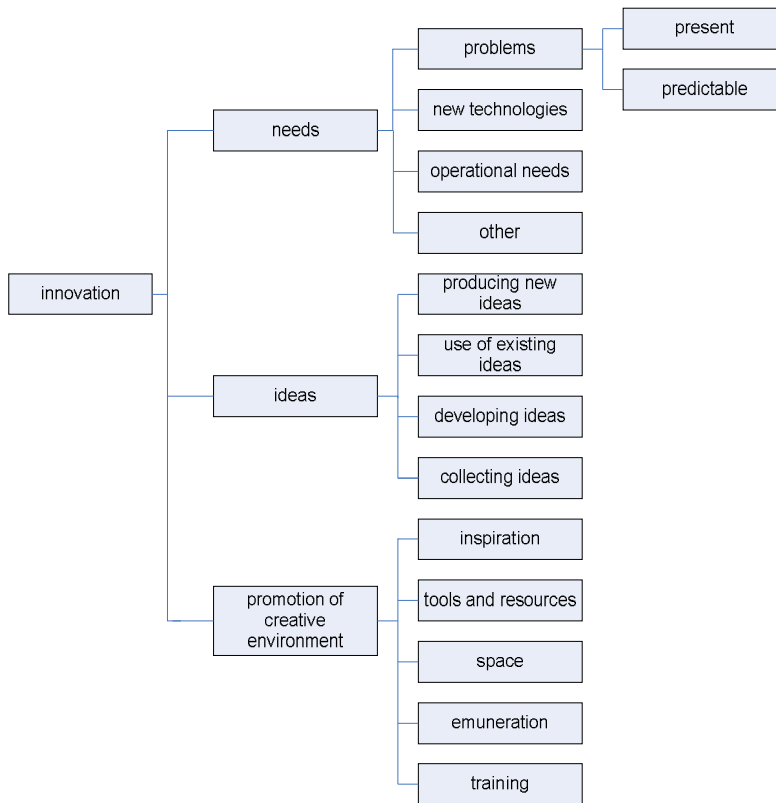 problems
present
predictable
new technologies
needs
operational needs
other
innovation
producing new
ideas
use of existing
ideas
ideas
developing ideas
collecting ideas
inspiration
promotion of
creative
environment
tools and resources
space
emuneration
training